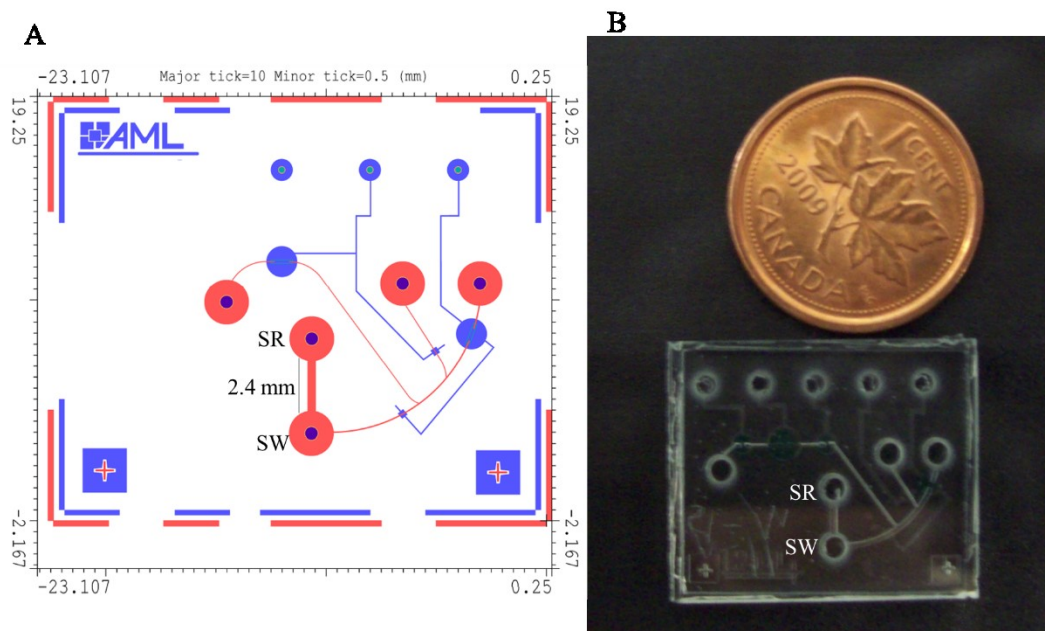 A
B
-23.107 Major tick=10 Minor tick=0.5 (mm) 0.25
19.25 19.25
AML
SR
2.4 mm
SW
-2.167 -2.167
-23.107 0.25
1 CENT
2009
CANADA
SR
SW